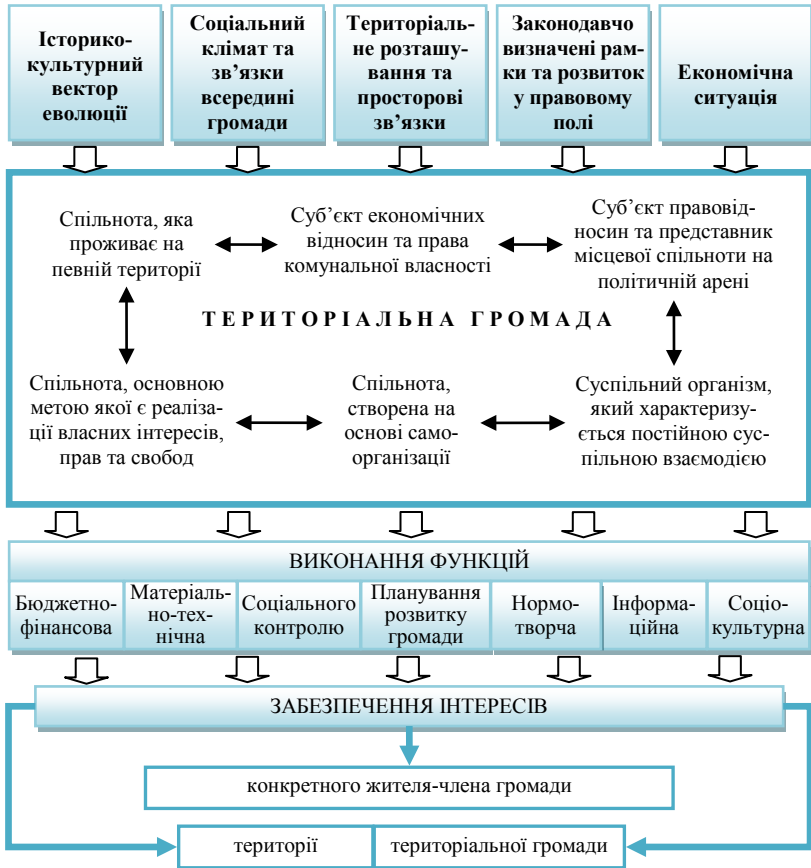 Історико-
культурний
вектор
еволюції
Соціальний
клімат та
зв’язки
всередині
громади
Територіаль-
не розташу-
вання та
просторові
зв’язки
Законодавчо
визначені рам-
ки та розвиток
у правовому
полі
Економічна
ситуація
Спільнота, яка
проживає на
певній території
Суб’єкт економічних
відносин та права
комунальної власності
Суб’єкт правовід-
носин та представник
місцевої спільноти на
політичній арені
ТЕРИТОРІАЛЬНА ГРОМАДА
Спільнота, основною
метою якої є реаліза-
ції власних інтересів,
прав та свобод
Спільнота,
створена на
основі само-
організації
Суспільний організм,
який характеризу-
ється постійною сус-
пільною взаємодією
ВИКОНАННЯ ФУНКЦІЙ
Бюджетно-
фінансова
Матеріаль-
но-тех-
нічна
Соціального
контролю
Планування
розвитку
громади
Нормо-
творча
Інформа-
ційна
Соціо-
культурна
ЗАБЕЗПЕЧЕННЯ ІНТЕРЕСІВ
конкретного жителя-члена громади
території
територіальної громади